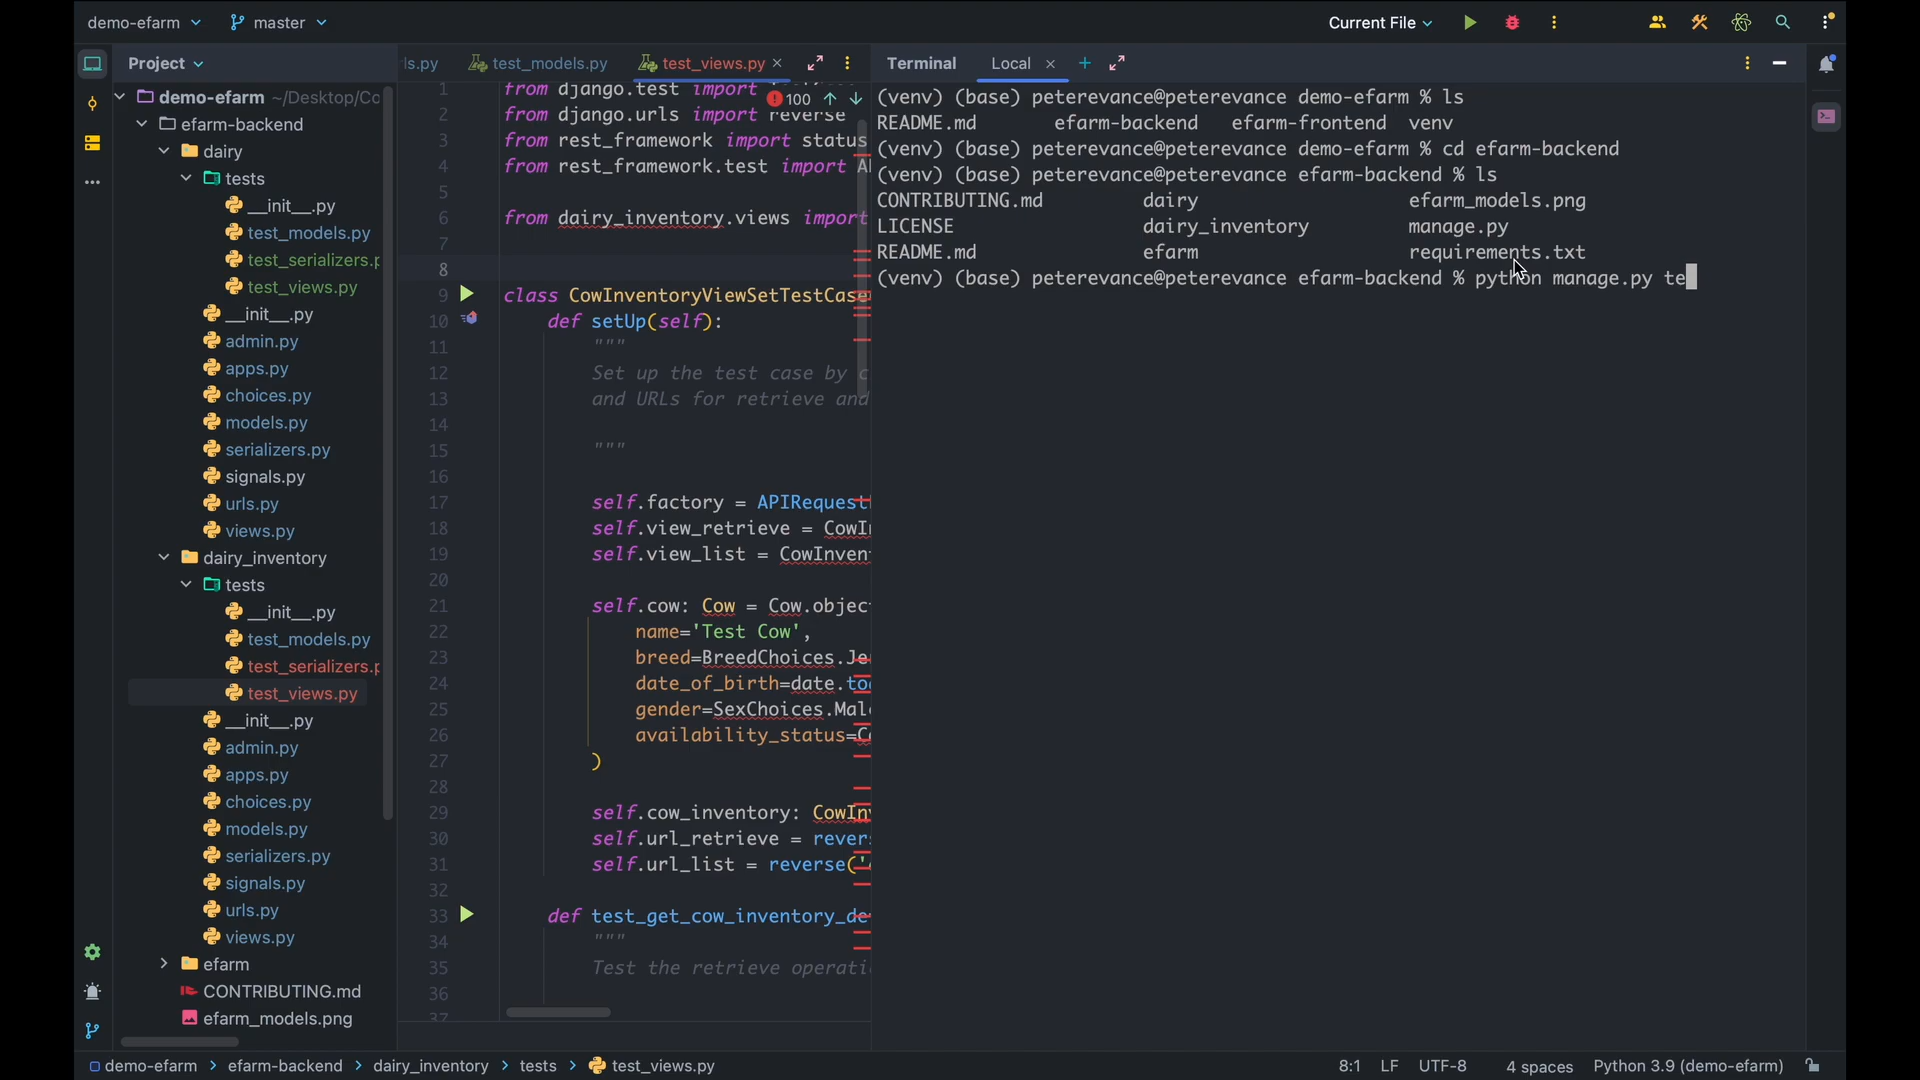 demo-efarm
master
Current File
Project
ls.py
test_models.py
test_views.py
Terminal
Local
demo-efarm ~/Desktop/Co
efarm-backend
dairy
tests
__init__.py
test_models.py
test_serializers.p
test_views.py
__init__.py
admin.py
apps.py
choices.py
models.py
serializers.py
signals.py
urls.py
views.py
dairy_inventory
tests
__init__.py
test_models.py
test_serializers.p
test_views.py
__init__.py
admin.py
apps.py
choices.py
models.py
serializers.py
signals.py
urls.py
views.py
efarm
CONTRIBUTING.md
efarm_models.png
100
1 from django.test import
2 from django.urls import reverse
3 from rest_framework import status
4 from rest_framework.test import A
5
6 from dairy_inventory.views import
7
8
9 class CowInventoryViewSetTestCase
10 def setUp(self):
11 """
12 Set up the test case by c
13 and URLs for retrieve and
14
15 """
16
17 self.factory = APIRequest
18 self.view_retrieve = CowI
19 self.view_list = CowInven
20
21 self.cow: Cow = Cow.objec
22 name='Test Cow',
23 breed=BreedChoices.Je
24 date_of_birth=date.to
25 gender=SexChoices.Mal
26 availability_status=C
27 )
28
29 self.cow_inventory: CowIn
30 self.url_retrieve = rever
31 self.url_list = reverse('
32
33 def test_get_cow_inventory_de
34 """
35 Test the retrieve operati
36
37
(venv) (base) peterevance@peterevance demo-efarm % ls
README.md efarm-backend efarm-frontend venv
(venv) (base) peterevance@peterevance demo-efarm % cd efarm-backend
(venv) (base) peterevance@peterevance efarm-backend % ls
CONTRIBUTING.md dairy efarm_models.png
LICENSE dairy_inventory manage.py
README.md efarm requirements.txt
(venv) (base) peterevance@peterevance efarm-backend % python manage.py te
demo-efarm > efarm-backend > dairy_inventory > tests > test_views.py
8:1 LF UTF-8 4 spaces Python 3.9 (demo-efarm)